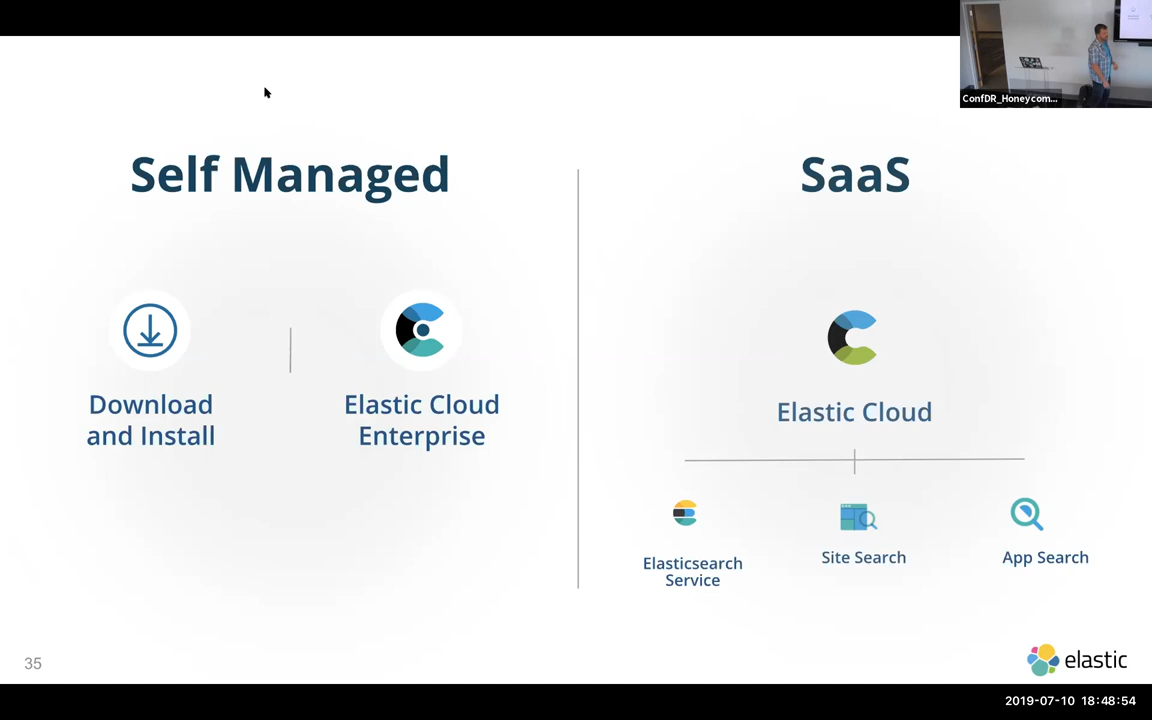 ConfDR_Honeycom...
Self Managed
SaaS
Download
and Install
Elastic Cloud
Enterprise
Elastic Cloud
Elasticsearch
Service
Site Search
App Search
35
elastic
2019-07-10 18:48:54